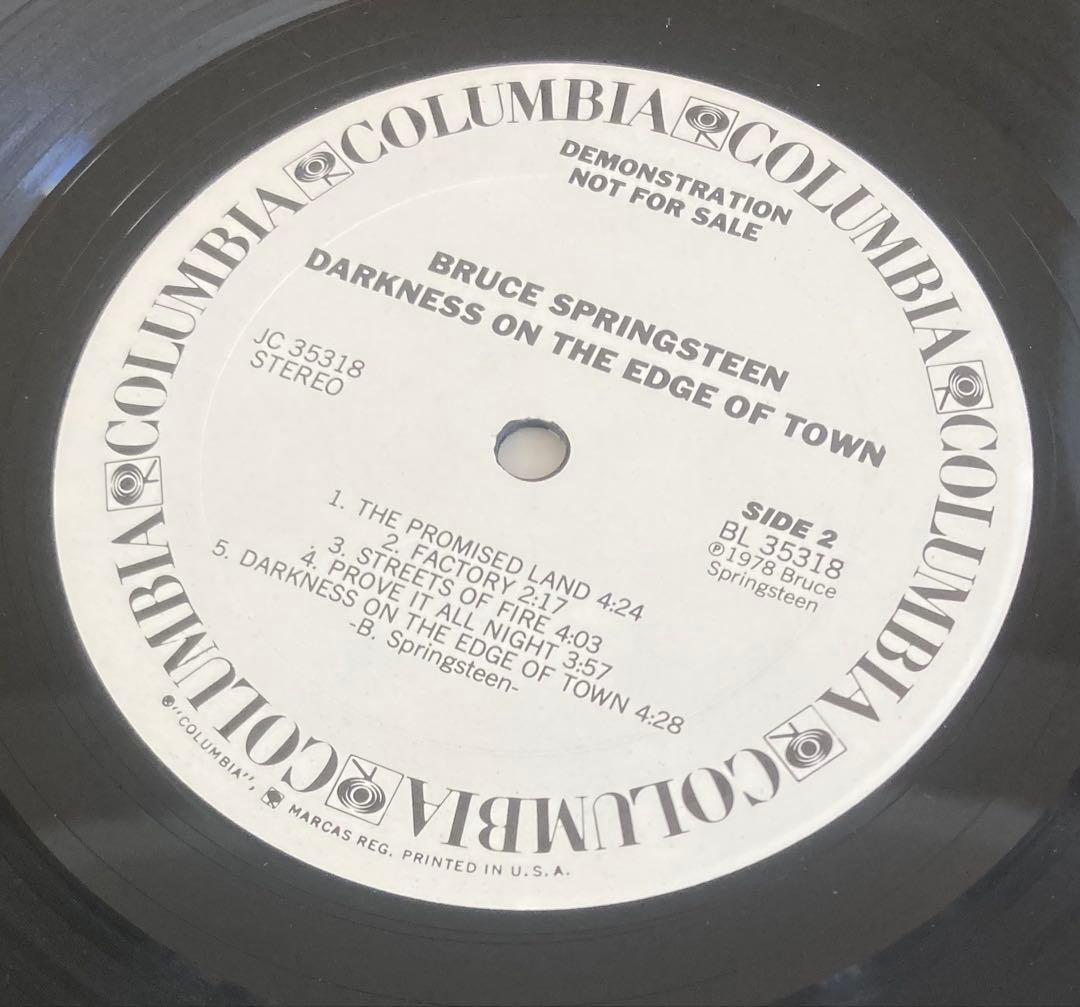 COLUMBIA COLUMBIA COLUMBIA COLUMBIA COLUMBIA COLUMBIA COLUMBIA COLUMBIA
DEMONSTRATION
NOT FOR SALE
BRUCE SPRINGSTEEN
DARKNESS ON THE EDGE OF TOWN
JC 35318
STEREO
SIDE 2
BL 35318
℗1978 Bruce
Springsteen
1. THE PROMISED LAND 4:24
2. FACTORY 2:17
3. STREETS OF FIRE 4:03
4. PROVE IT ALL NIGHT 3:57
5. DARKNESS ON THE EDGE OF TOWN 4:28
-B. Springsteen-
"COLUMBIA", MARCAS REG. PRINTED IN U.S.A.